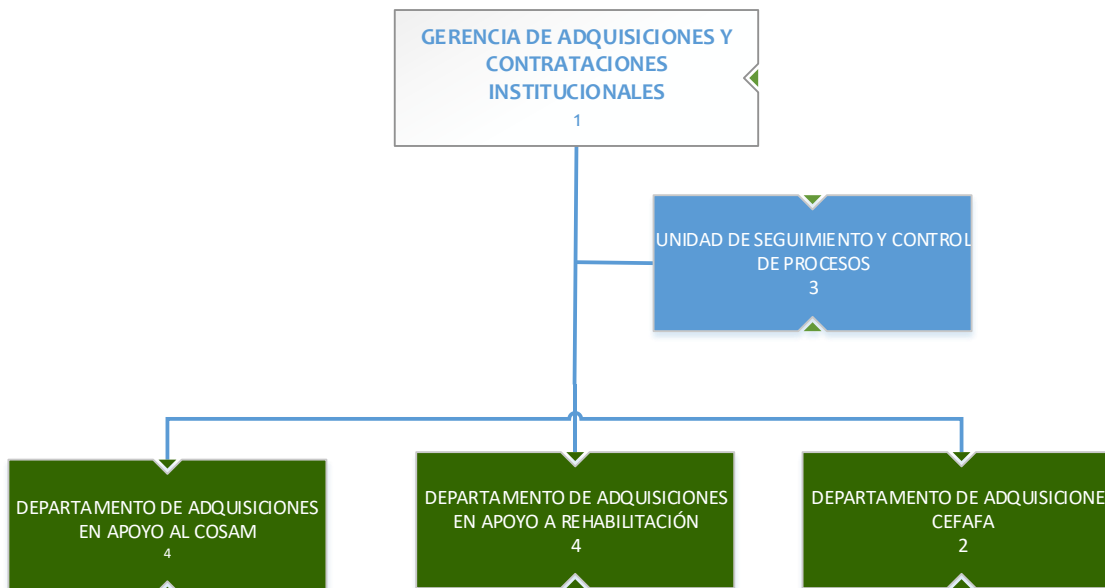 GERENCIA DE ADQUISICIONES Y
CONTRATACIONES
INSTITUCIONALES
1
UNIDAD DE SEGUIMIENTO Y CONTROL
DE PROCESOS
3
DEPARTAMENTO DE ADQUISICIONES
EN APOYO AL COSAM
4
DEPARTAMENTO DE ADQUISICIONES
EN APOYO A REHABILITACIÓN
4
DEPARTAMENTO DE ADQUISICIONE
CEFAFA
2